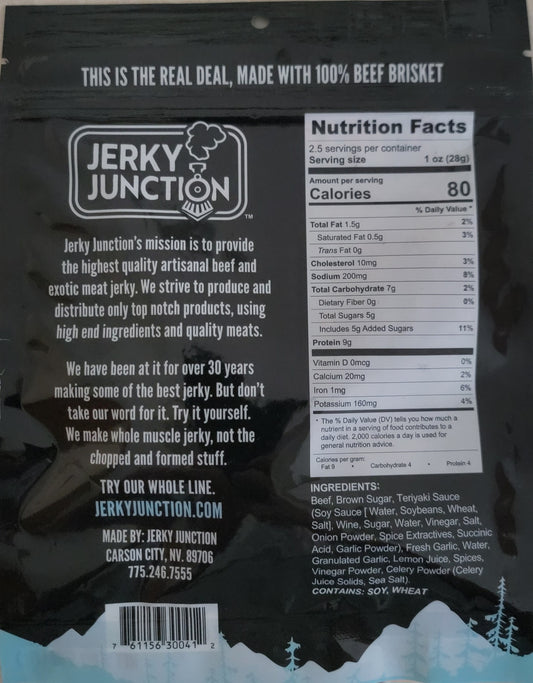 THIS IS THE REAL DEAL, MADE WITH 100% BEEF BRISKET
JERKY
JUNCTION
TM
Jerky Junction's mission is to provide
the highest quality artisanal beef and
exotic meat jerky. We strive to produce and
distribute only top notch products, using
high end ingredients and quality meats.
We have been at it for over 30 years
making some of the best jerky. But don't
take our word for it. Try it yourself.
We make whole muscle jerky, not the
chopped and formed stuff.
TRY OUR WHOLE LINE.
JERKYJUNCTION.COM
MADE BY: JERKY JUNCTION
CARSON CITY, NV. 89706
775.246.7555
7 61156 30041 2
Nutrition Facts
2.5 servings per container
Serving size 1 oz (28g)
Amount per serving
Calories 80
% Daily Value *
Total Fat 1.5g 2%
Saturated Fat 0.5g 3%
Trans Fat 0g
Cholesterol 10mg 3%
Sodium 200mg 8%
Total Carbohydrate 7g 2%
Dietary Fiber 0g 0%
Total Sugars 5g
Includes 5g Added Sugars 11%
Protein 9g
Vitamin D 0mcg 0%
Calcium 20mg 2%
Iron 1mg 6%
Potassium 160mg 4%
* The % Daily Value (DV) tells you how much a
nutrient in a serving of food contributes to a
daily diet. 2,000 calories a day is used for
general nutrition advice.
Calories per gram:
Fat 9 • Carbohydrate 4 • Protein 4
INGREDIENTS:
Beef, Brown Sugar, Teriyaki Sauce
(Soy Sauce [ Water, Soybeans, Wheat,
Salt], Wine, Sugar, Water, Vinegar, Salt,
Onion Powder, Spice Extractives, Succinic
Acid, Garlic Powder), Fresh Garlic, Water,
Granulated Garlic, Lemon Juice, Spices,
Vinegar Powder, Celery Powder (Celery
Juice Solids, Sea Salt).
CONTAINS: SOY, WHEAT